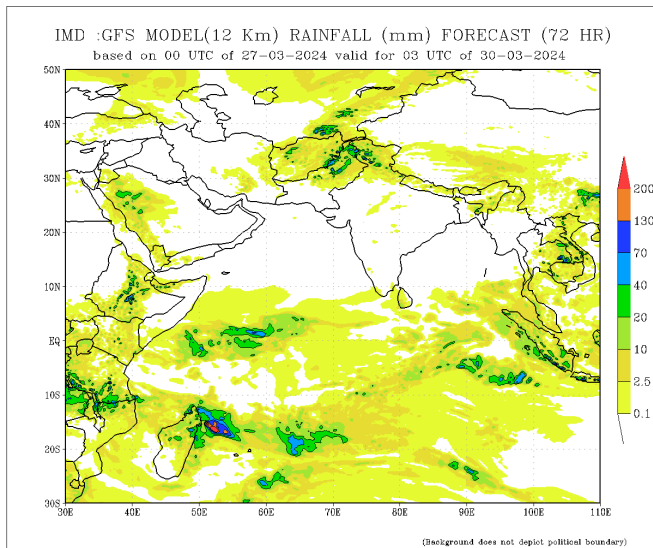 IMD :GFS MODEL(12 Km) RAINFALL (mm) FORECAST (72 HR)
based on 00 UTC of 27-03-2024 valid for 03 UTC of 30-03-2024
50N
40N
30N
20N
10N
EQ
10S
20S
30S
30E 40E 50E 60E 70E 80E 90E 100E 110E
200
130
70
40
20
10
2.5
0.1
(Background does not depict political boundary)